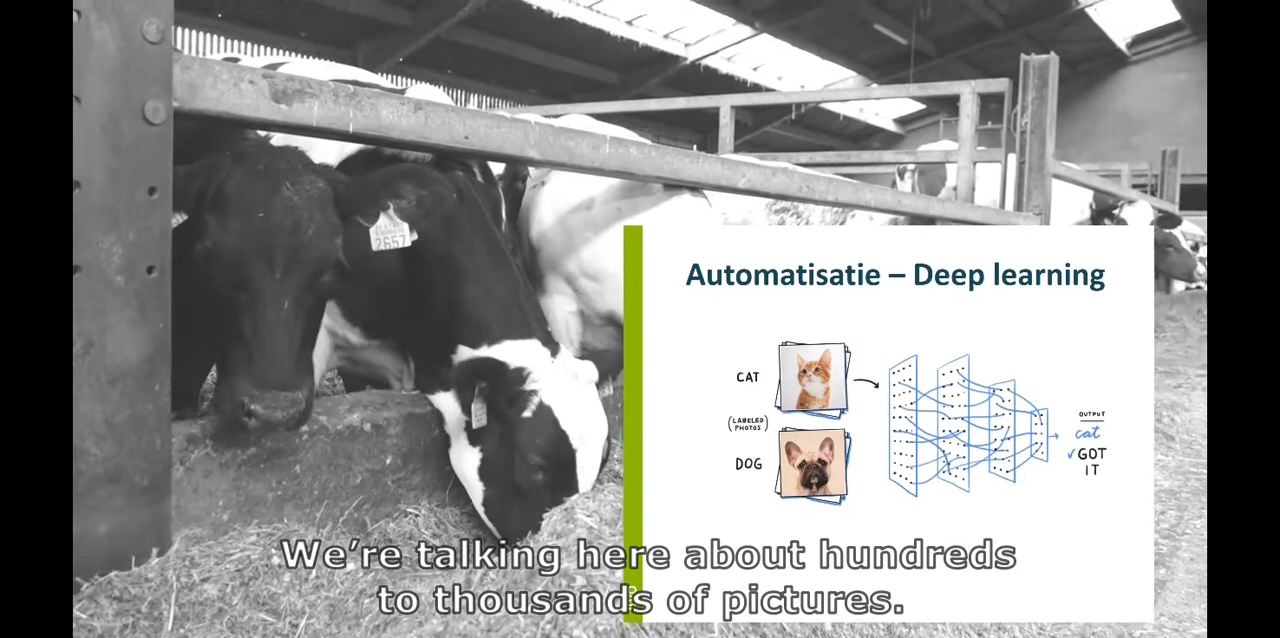 2657
Automatisatie – Deep learning
CAT
(LABELED
PHOTOS)
DOG
OUTPUT
cat
✓GOT
IT
We’re talking here about hundreds
to thousands of pictures.